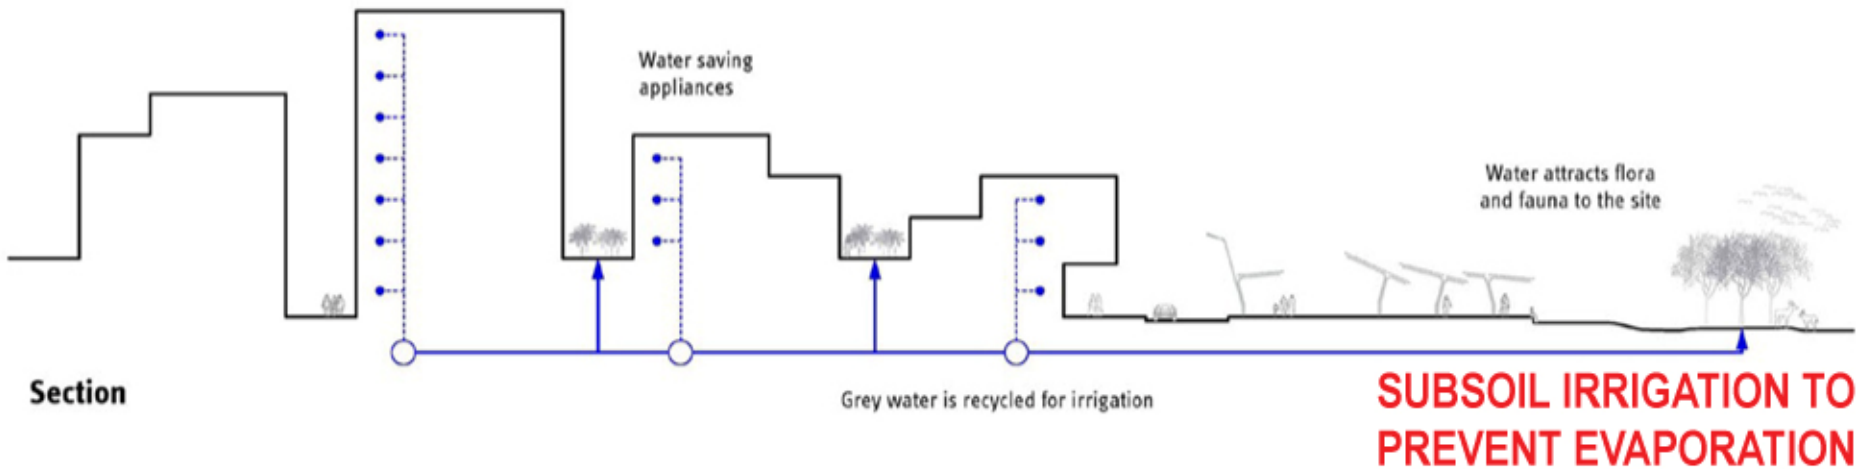 Water saving
appliances
Water attracts flora
and fauna to the site
Section
Grey water is recycled for irrigation
SUBSOIL IRRIGATION TO
PREVENT EVAPORATION